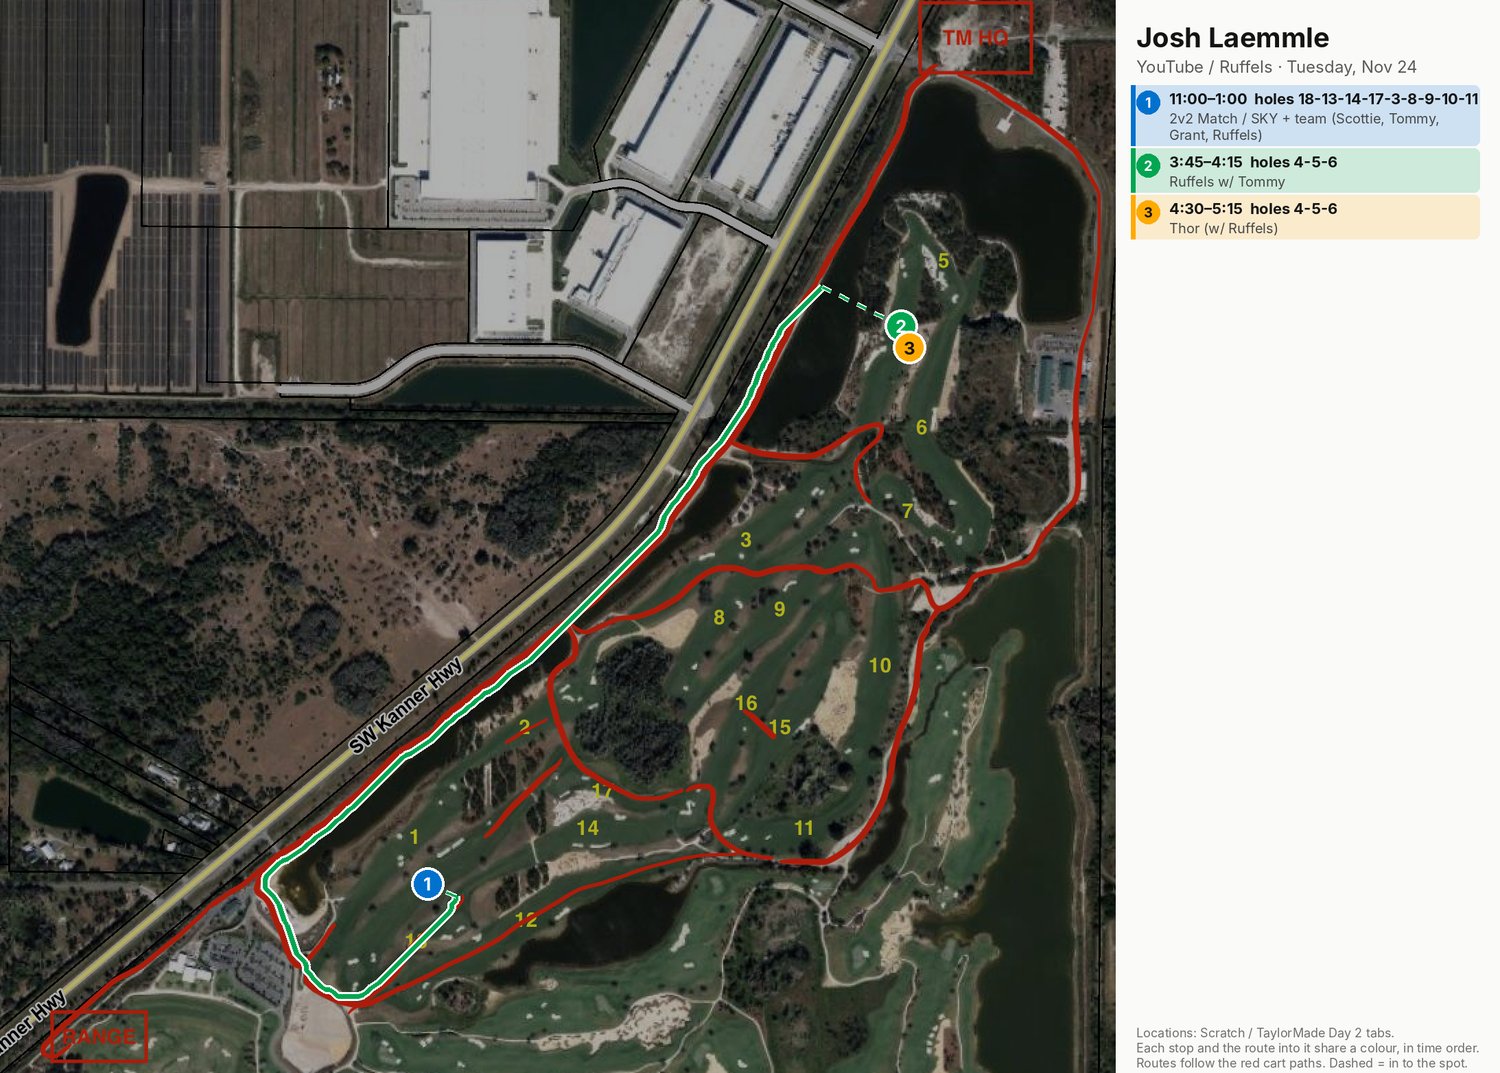 Josh Laemmle
YouTube / Ruffels · Tuesday, Nov 24
1 11:00–1:00 holes 18-13-14-17-3-8-9-10-11
2v2 Match / SKY + team (Scottie, Tommy,
Grant, Ruffels)
2 3:45–4:15 holes 4-5-6
Ruffels w/ Tommy
3 4:30–5:15 holes 4-5-6
Thor (w/ Ruffels)
TM HQ
5
2
3
6
7
3
8
9
10
SW Kanner Hwy
16
2
15
17
14
11
1
1
12
nner Hwy
RANGE
Locations: Scratch / TaylorMade Day 2 tabs.
Each stop and the route into it share a colour, in time order.
Routes follow the red cart paths. Dashed = in to the spot.